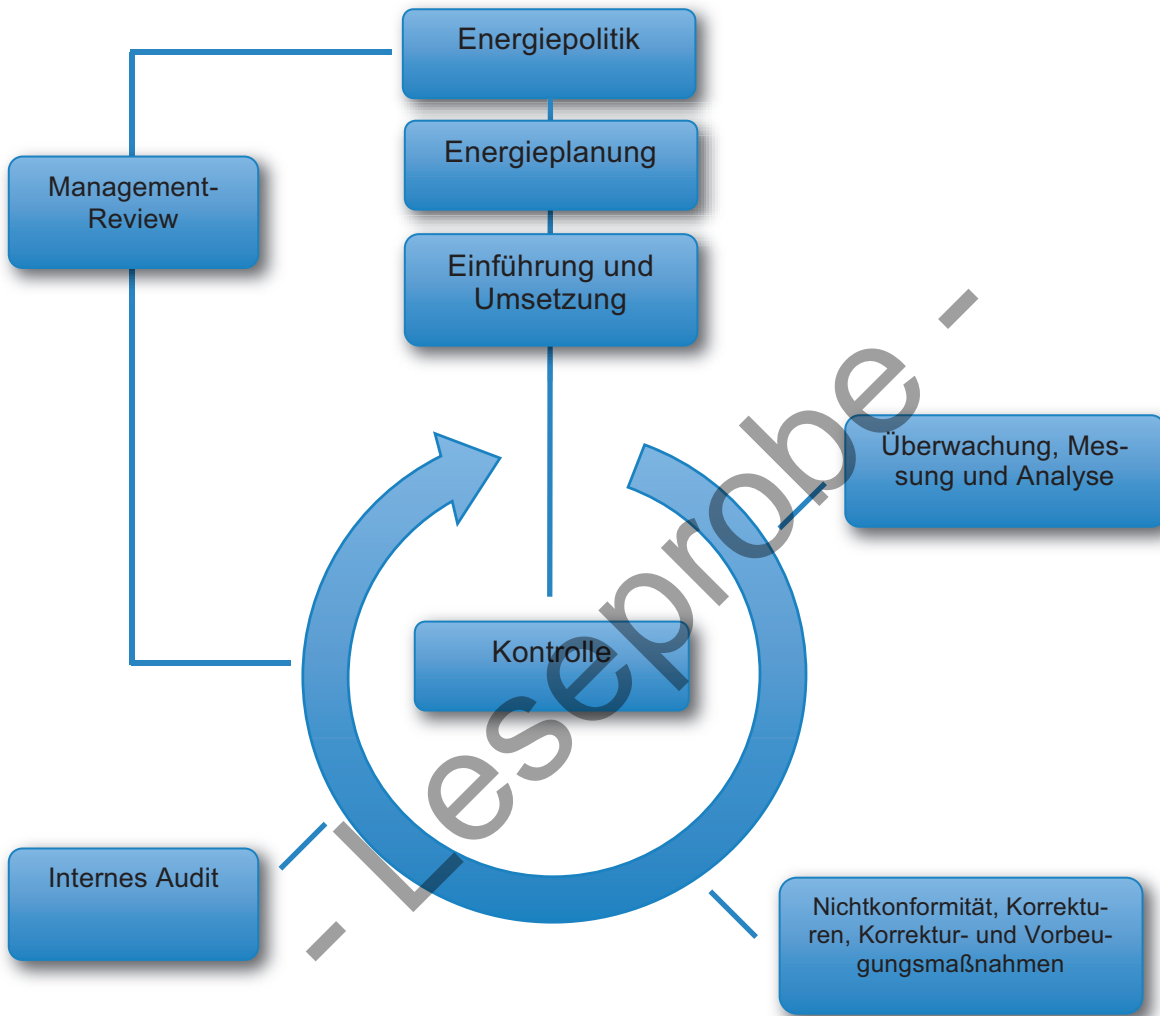 Energiepolitik
Energieplanung
Management-
Review
Einführung und
Umsetzung
Überwachung, Mes-
sung und Analyse
Kontrolle
Internes Audit
Nichtkonformität, Korrektu-
ren, Korrektur- und Vorbeu-
gungsmaßnahmen
- Leseprobe -